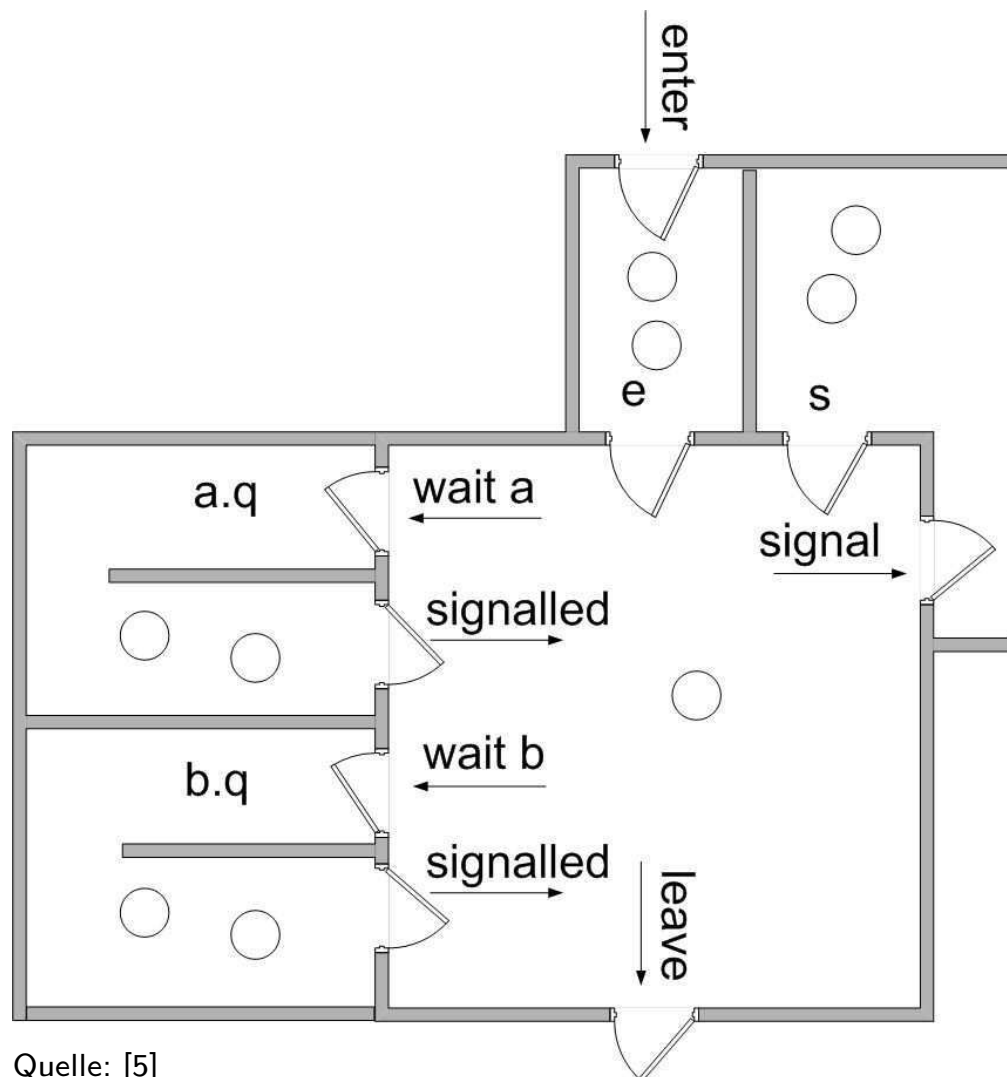 enter
e
s
a.q
wait a
signal
signalled
wait b
b.q
signalled
leave
Quelle: [5]